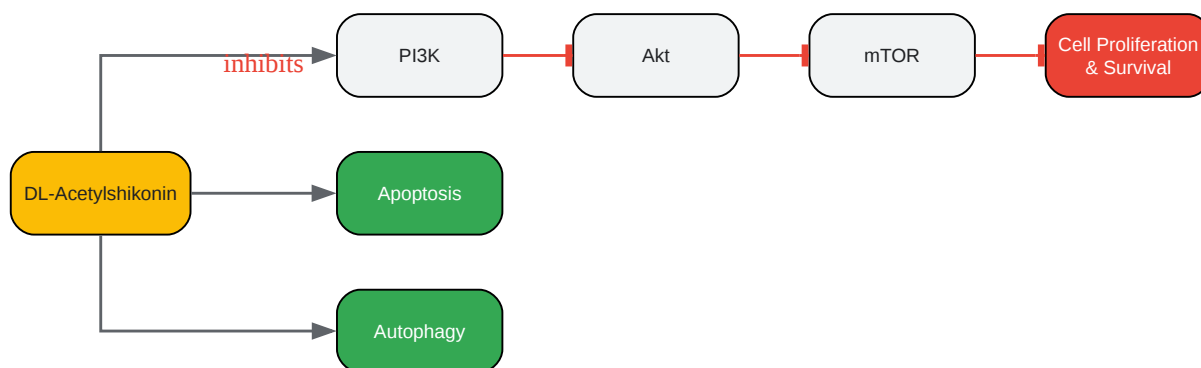 inhibits
PI3K
Akt
mTOR
Cell Proliferation
& Survival
DL-Acetylshikonin
Apoptosis
Autophagy